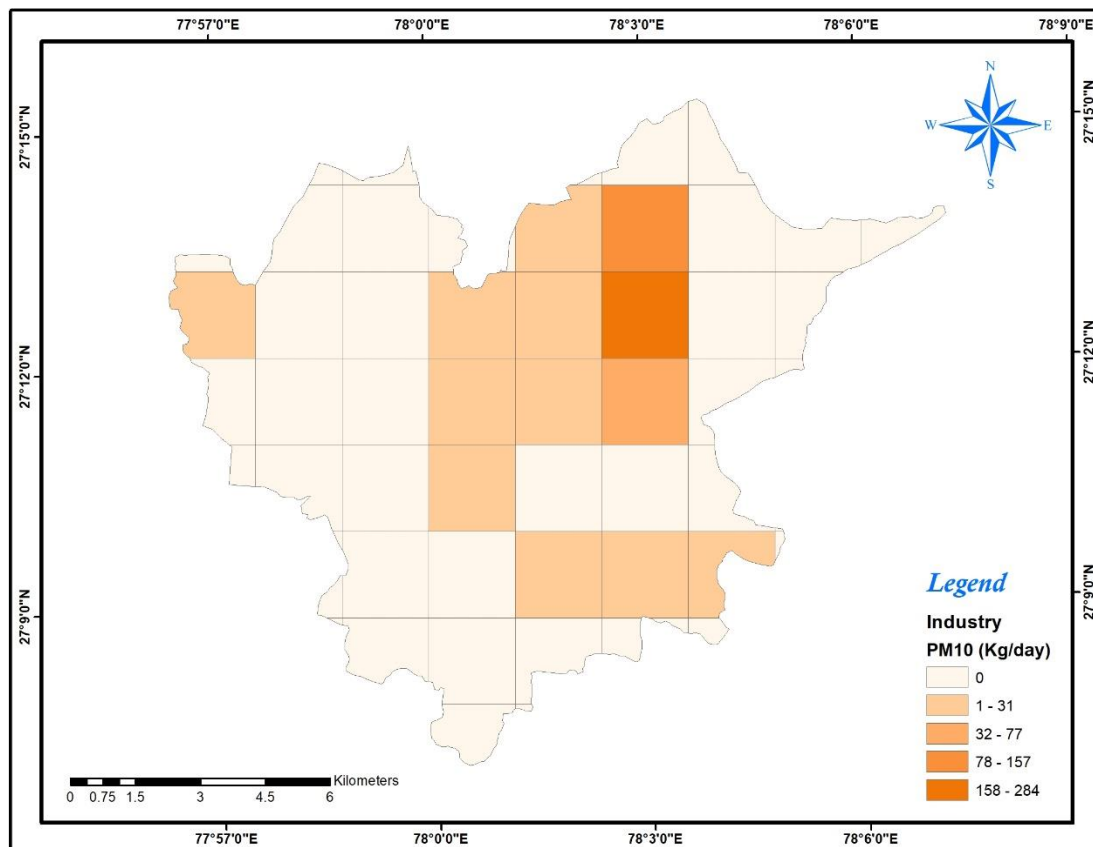 77°57'0"E 78°0'0"E 78°3'0"E 78°6'0"E 78°9'0"E
N
W E
S
27°15'0"N 27°15'0"N
27°12'0"N 27°12'0"N
27°9'0"N 27°9'0"N
Legend
Industry
PM10 (Kg/day)
0
1 - 31
32 - 77
78 - 157
158 - 284
Kilometers
0 0.75 1.5 3 4.5 6
77°57'0"E 78°0'0"E 78°3'0"E 78°6'0"E